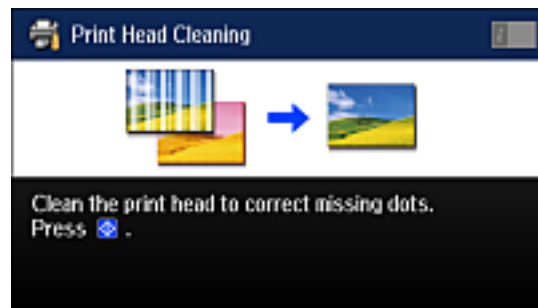 Print Head Cleaning
Clean the print head to correct missing dots.
Press .